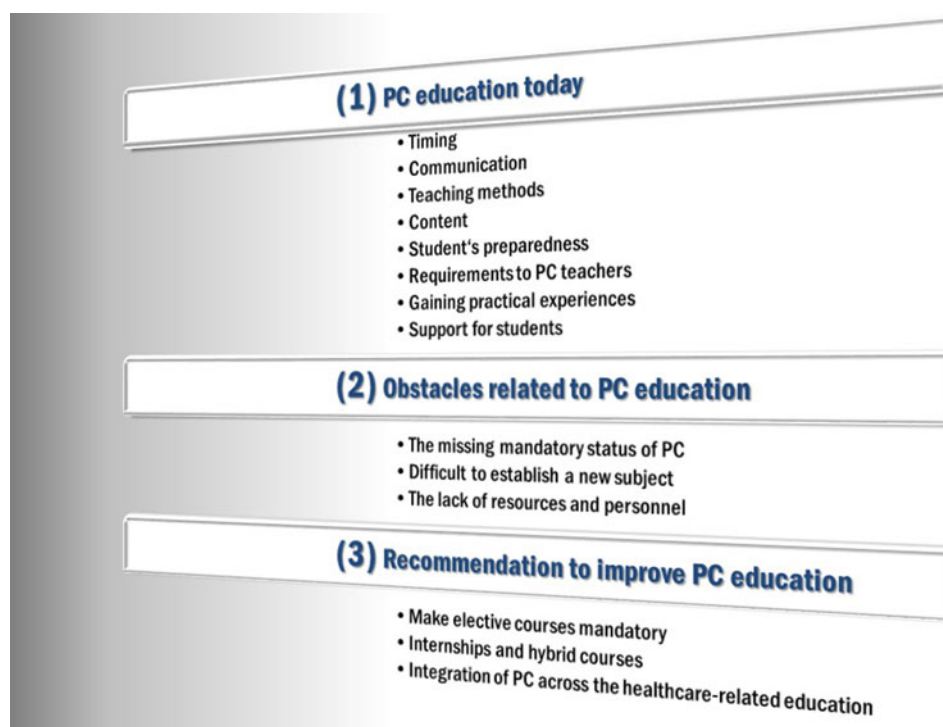 (1) PC education today
• Timing
• Communication
• Teaching methods
• Content
• Student‘s preparedness
• Requirements to PC teachers
• Gaining practical experiences
• Support for students
(2) Obstacles related to PC education
• The missing mandatory status of PC
• Difficult to establish a new subject
• The lack of resources and personnel
(3) Recommendation to improve PC education
• Make elective courses mandatory
• Internships and hybrid courses
• Integration of PC across the healthcare-related education